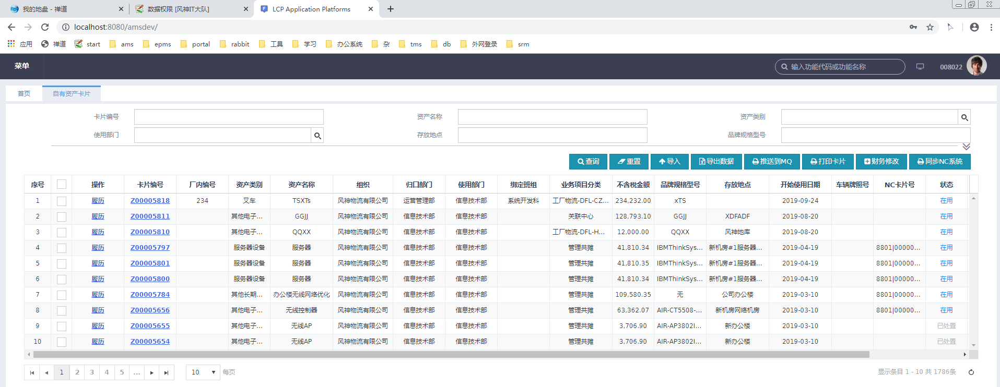 我的地盘 - 禅道
数据权限 [风神IT大队]
LCP Application Platforms
localhost:8080/amsdev/
应用 禅道 start ams epms portal rabbit 工具 学习 办公系统 杂 tms db 外网登录 srm
菜单 输入功能代码或功能名称 008022
首页 自有资产卡片
卡片编号 资产名称 资产类别
使用部门 存放地点 品牌规格型号
查询 重置 导入 导出数据 推送到MQ 打印卡片 财务修改 同步NC系统
序号 操作 卡片编号 厂内编号 资产类别 资产名称 组织 归口部门 使用部门 绑定班组 业务项目分类 不含税金额 品牌规格型号 存放地点 开始使用日期 车辆牌照号 NC卡片号 状态
1 履历 Z00005818 234 叉车 TSXTs 风神物流有限公司 运营管理部 信息技术部 系统开发科 工厂物流-DFL-CZ... 234,232.00 xTS 2019-09-24 在用
2 履历 Z00005811 其他电子... GGJJ 风神物流有限公司 信息技术部 信息技术部 关联中心 128,793.10 GGJJ XDFADF 2019-08-20 在用
3 履历 Z00005810 其他电子... QQXX 风神物流有限公司 信息技术部 信息技术部 工厂物流-DFL-H... 12,000.00 QQXX 风神地库 2019-08-20 在用
4 履历 Z00005797 服务器设备 服务器 风神物流有限公司 信息技术部 信息技术部 管理共摊 41,810.34 IBMThinkSys... 新机房#1服务器... 2019-04-19 8801|00000... 在用
5 履历 Z00005801 服务器设备 服务器 风神物流有限公司 信息技术部 信息技术部 管理共摊 41,810.35 IBMThinkSys... 新机房#1服务器... 2019-04-19 8801|00000... 在用
6 履历 Z00005800 服务器设备 服务器 风神物流有限公司 信息技术部 信息技术部 管理共摊 41,810.34 IBMThinkSys... 新机房#1服务器... 2019-04-19 8801|00000... 在用
7 履历 Z00005784 其他长期... 办公楼无线网络优化 风神物流有限公司 信息技术部 信息技术部 管理共摊 109,580.35 无 公司办公楼 2019-03-10 8801|00000... 在用
8 履历 Z00005656 其他电子... 无线控制器 风神物流有限公司 信息技术部 信息技术部 管理共摊 63,362.07 AIR-CT5508-... 新机房网络机房 2019-03-10 8801|00000... 在用
9 履历 Z00005655 其他电子... 无线AP 风神物流有限公司 信息技术部 信息技术部 管理共摊 3,706.90 AIR-AP3802I... 新办公楼 2019-03-10 已处置
10 履历 Z00005654 其他电子... 无线AP 风神物流有限公司 信息技术部 信息技术部 管理共摊 3,706.90 AIR-AP3802I... 新办公楼 2019-03-10 已处置
1 2 3 4 5 ... 10 每页 显示条目 1 - 10 共 1786条